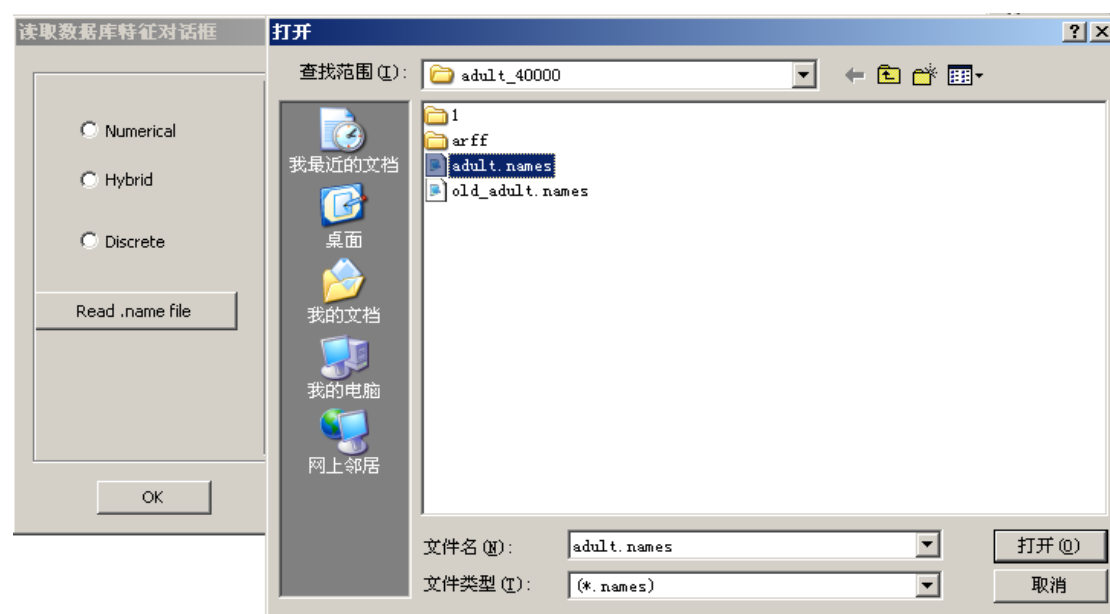 读取数据库特征对话框
Numerical
Hybrid
Discrete
Read .name file
OK
打开
查找范围(I):
adult_40000
我最近的文档
桌面
我的文档
我的电脑
网上邻居
1
arff
adult.names
old_adult.names
文件名(N):
adult.names
打开(O)
文件类型(T):
(*.names)
取消